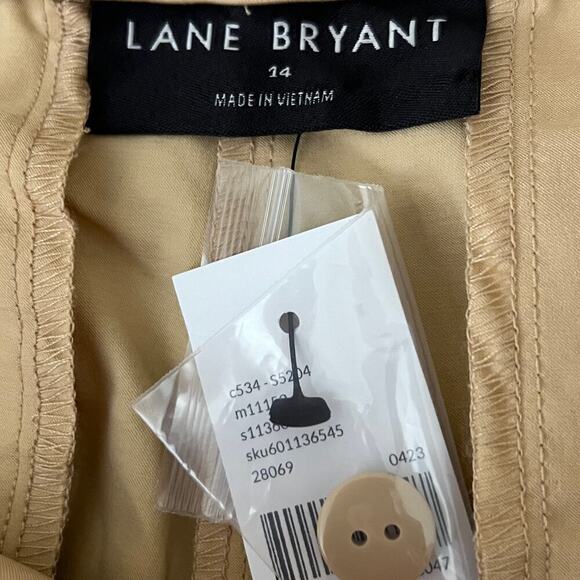 LANE BRYANT
14
MADE IN VIETNAM
c534 - S5204
sku601136545
28069
0423